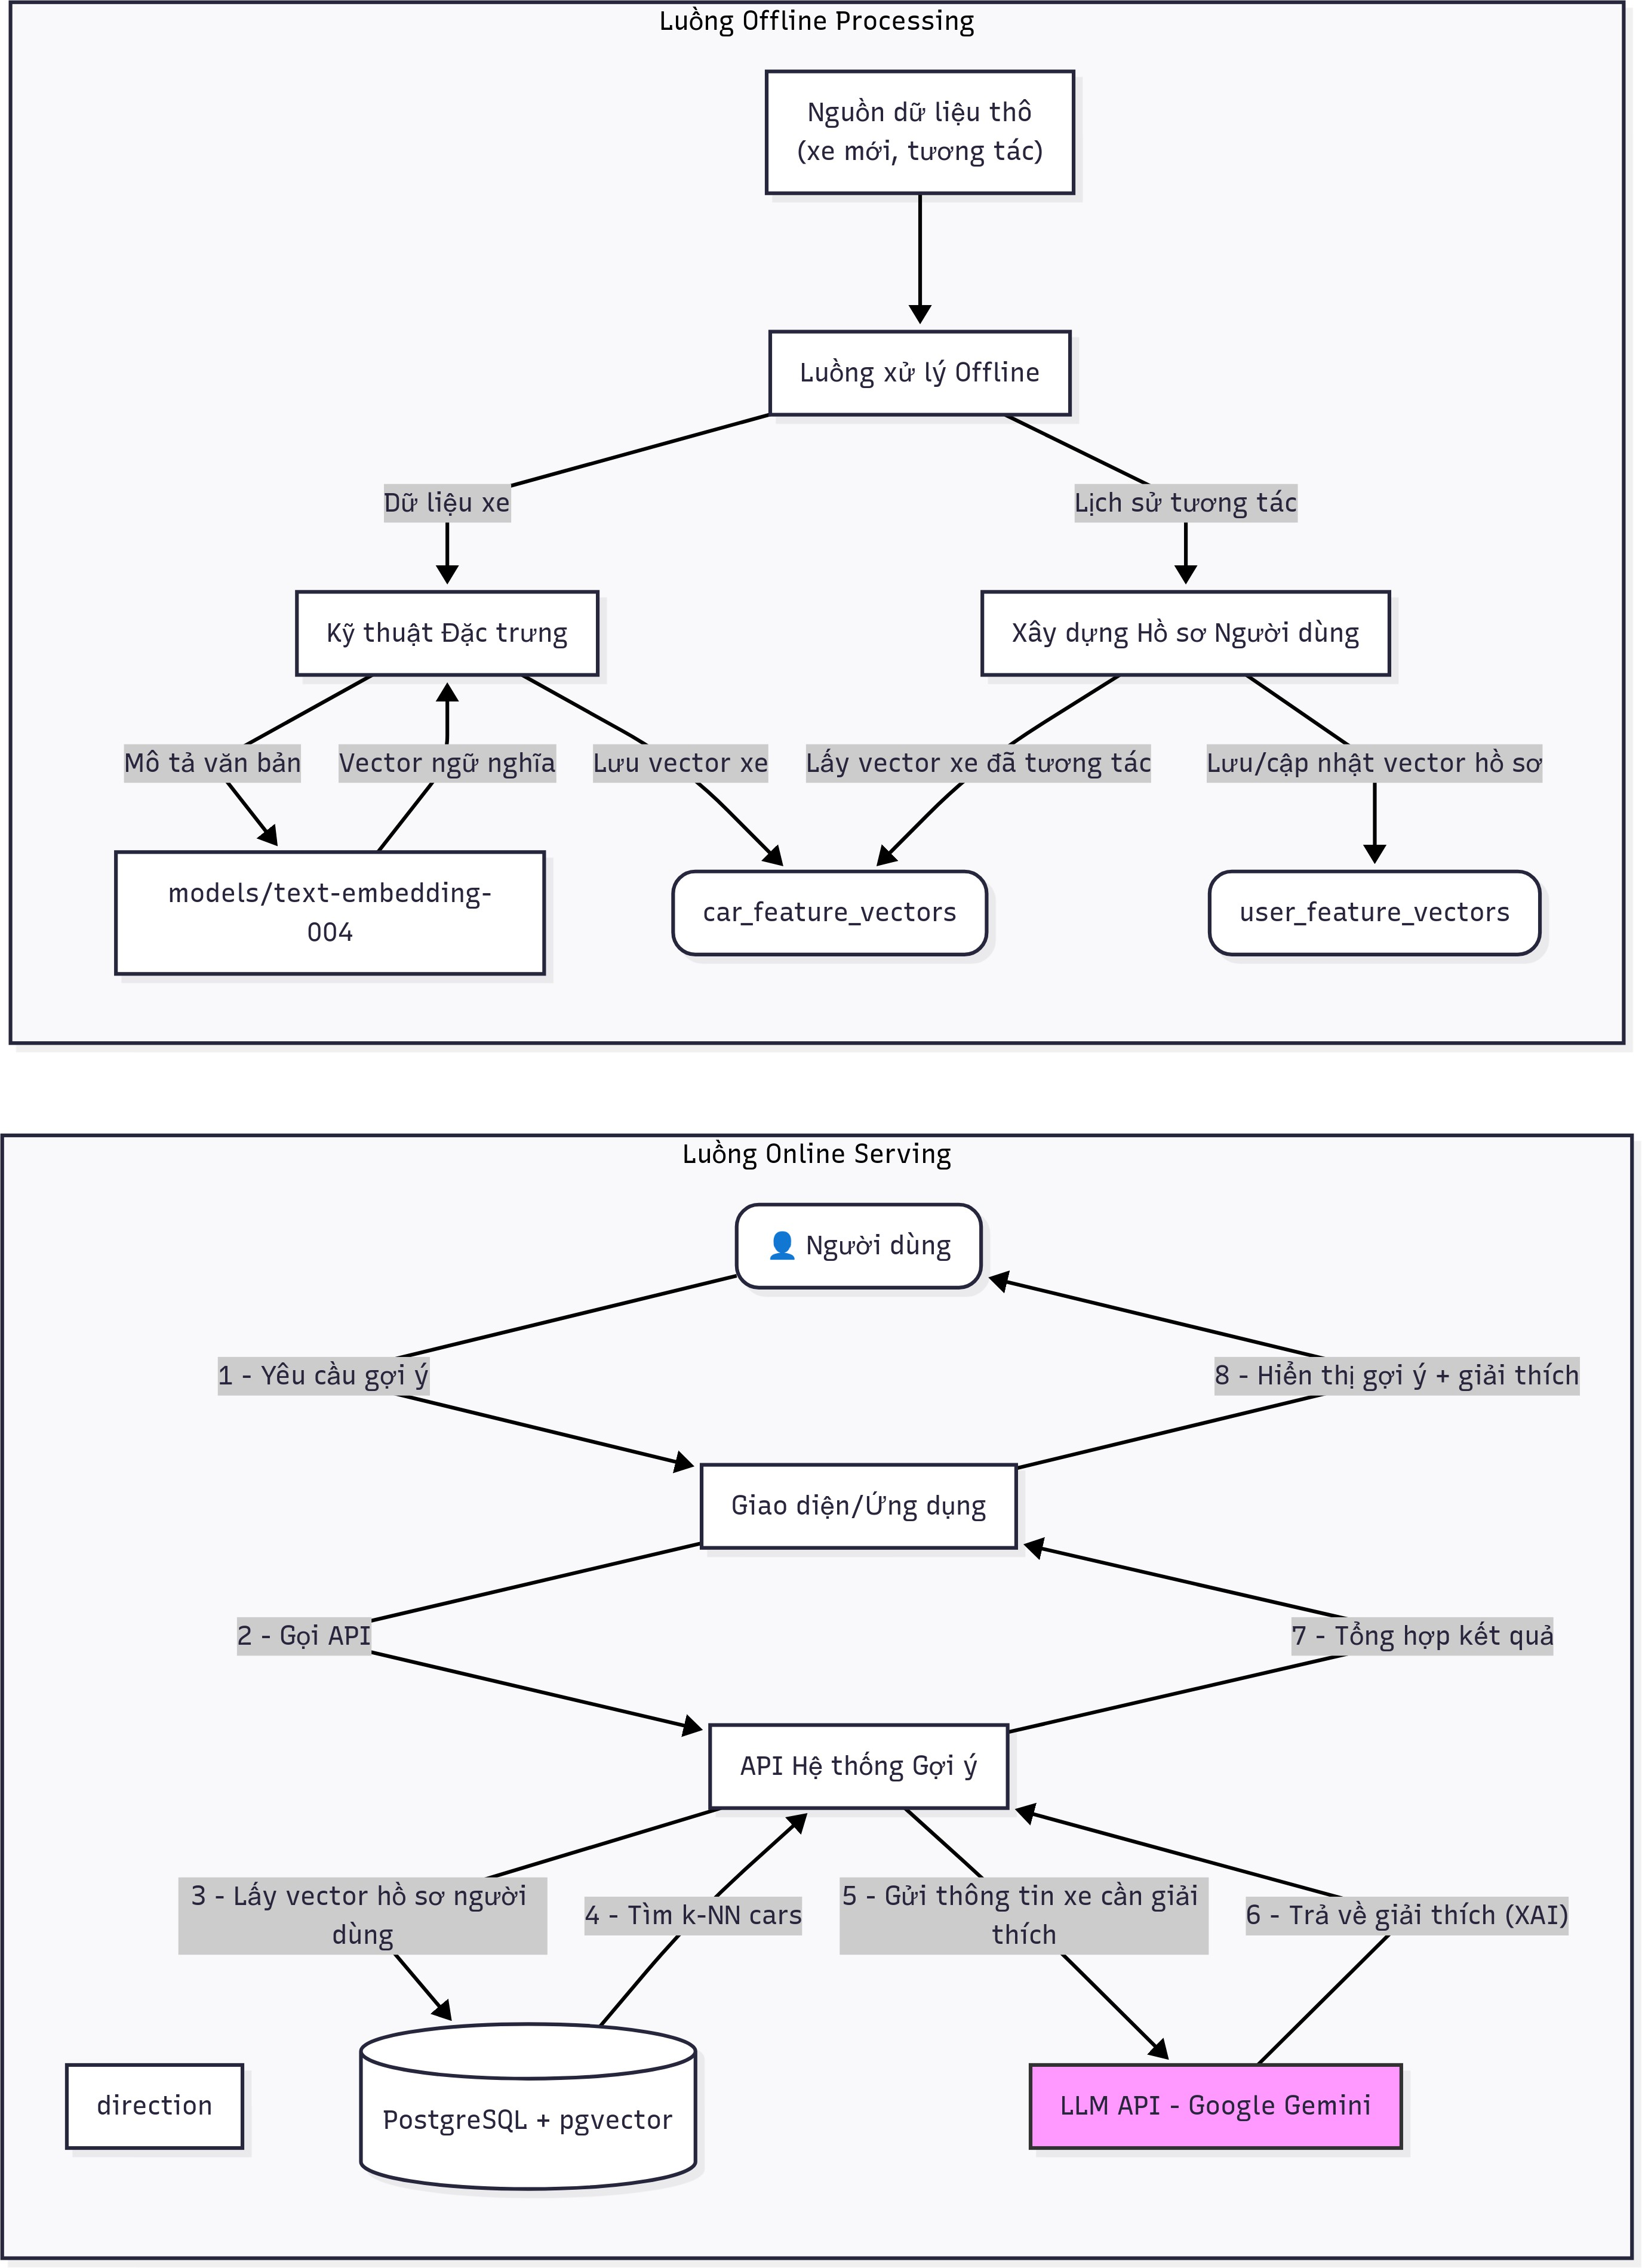 Luồng Offline Processing
Nguồn dữ liệu thô
(xe mới, tương tác)
Luồng xử lý Offline
Dữ liệu xe
Lịch sử tương tác
Kỹ thuật Đặc trưng
Xây dựng Hồ sơ Người dùng
Mô tả văn bản
Vector ngữ nghĩa
Lưu vector xe
Lấy vector xe đã tương tác
Lưu/cập nhật vector hồ sơ
models/text-embedding-
004
car_feature_vectors
user_feature_vectors
Luồng Online Serving
👤 Người dùng
1 - Yêu cầu gợi ý
8 - Hiển thị gợi ý + giải thích
Giao diện/Ứng dụng
2 - Gọi API
7 - Tổng hợp kết quả
API Hệ thống Gợi ý
3 - Lấy vector hồ sơ người
dùng
4 - Tìm k-NN cars
5 - Gửi thông tin xe cần giải
thích
6 - Trả về giải thích (XAI)
direction
PostgreSQL + pgvector
LLM API - Google Gemini